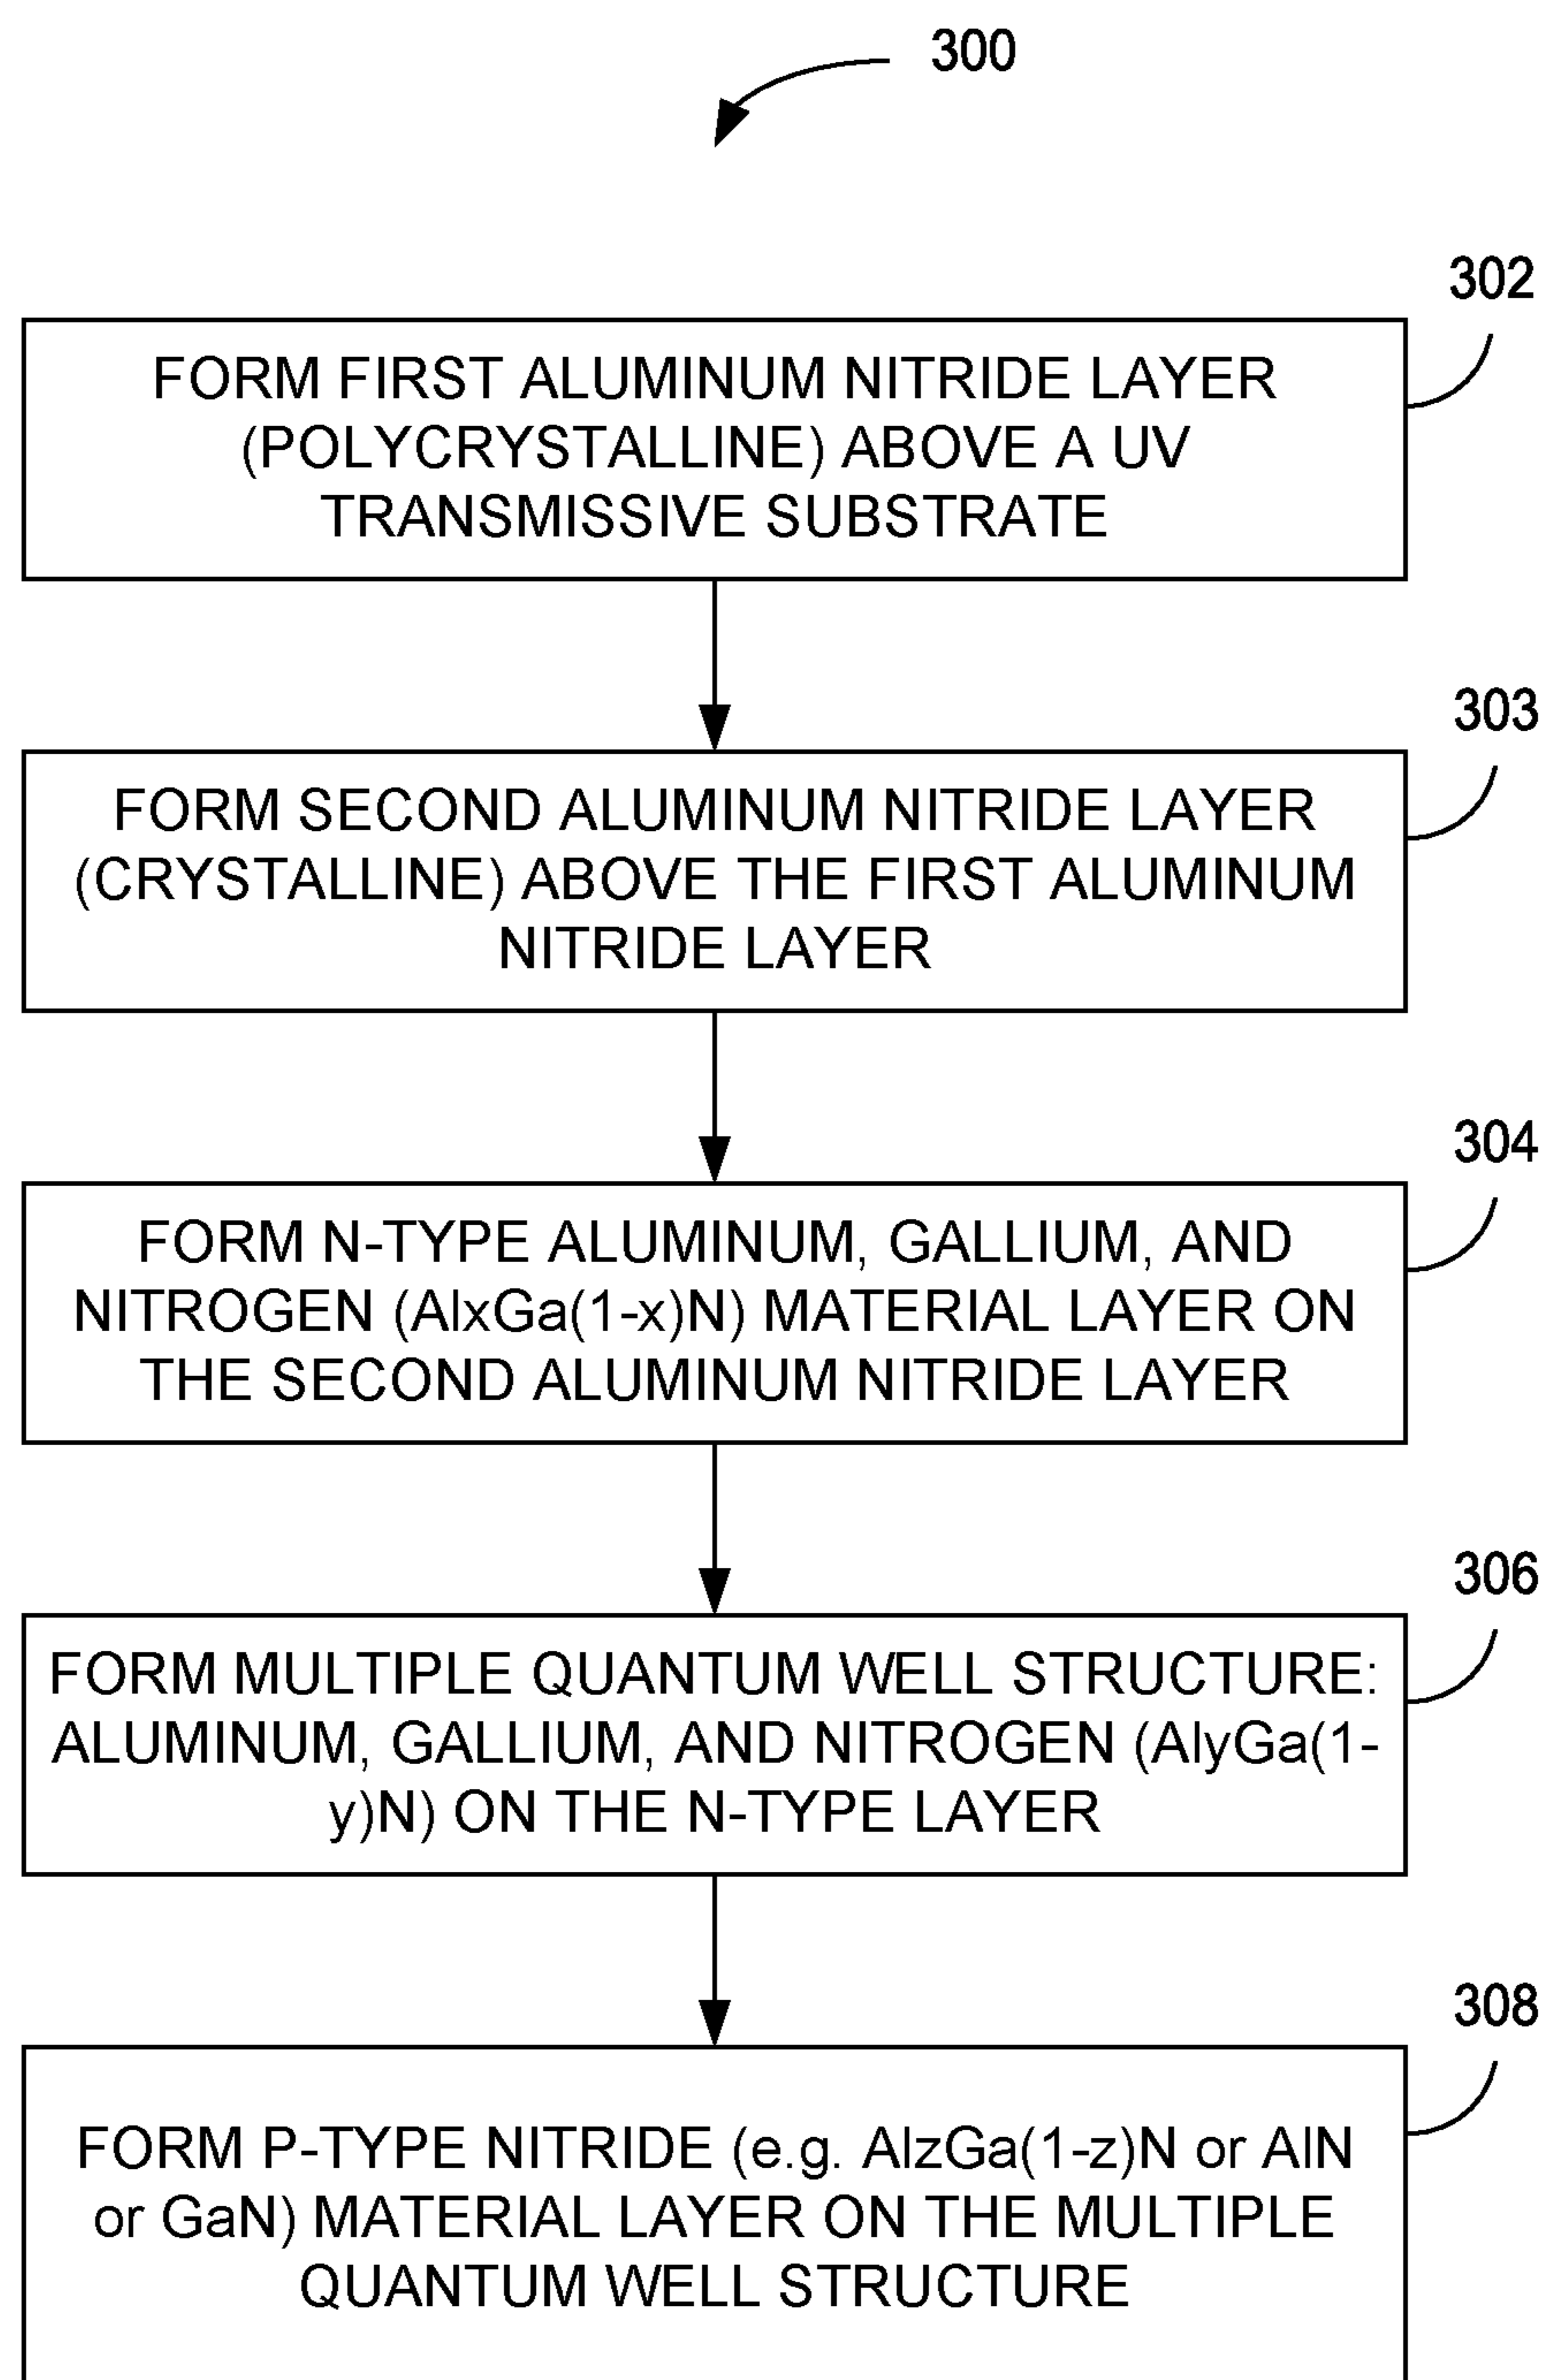 300
302
FORM FIRST ALUMINUM NITRIDE LAYER
(POLYCRYSTALLINE) ABOVE A UV
TRANSMISSIVE SUBSTRATE
303
FORM SECOND ALUMINUM NITRIDE LAYER
(CRYSTALLINE) ABOVE THE FIRST ALUMINUM
NITRIDE LAYER
304
FORM N-TYPE ALUMINUM, GALLIUM, AND
NITROGEN (AlxGa(1-x)N) MATERIAL LAYER ON
THE SECOND ALUMINUM NITRIDE LAYER
306
FORM MULTIPLE QUANTUM WELL STRUCTURE:
ALUMINUM, GALLIUM, AND NITROGEN (AlyGa(1-
y)N) ON THE N-TYPE LAYER
308
FORM P-TYPE NITRIDE (e.g. AlzGa(1-z)N or AlN
or GaN) MATERIAL LAYER ON THE MULTIPLE
QUANTUM WELL STRUCTURE